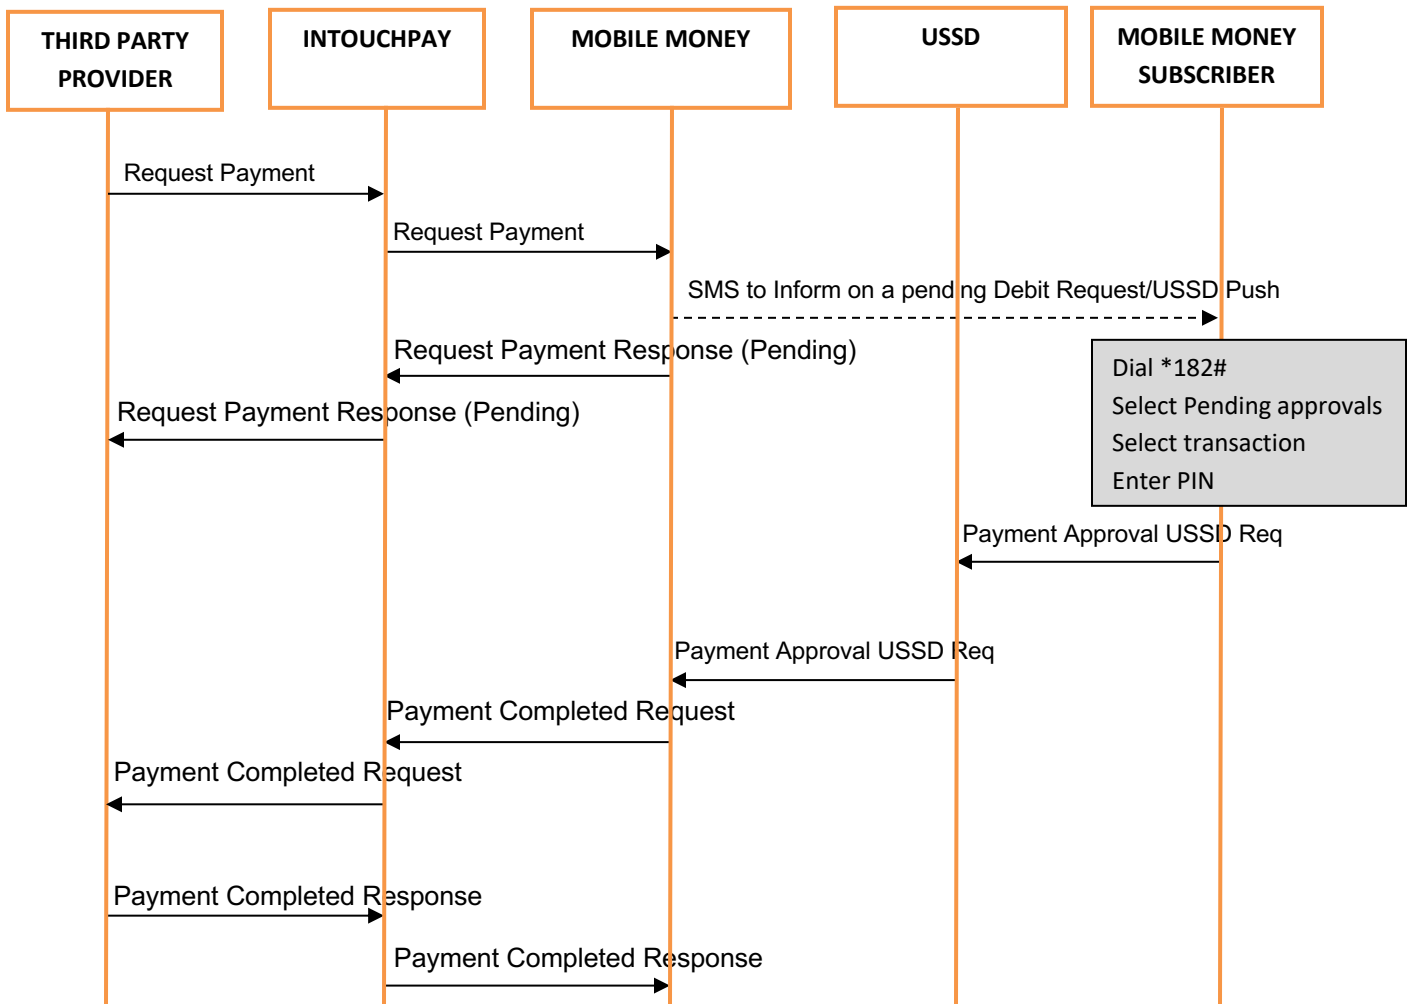 THIRD PARTY
PROVIDER
INTOUCHPAY
MOBILE MONEY
USSD
MOBILE MONEY
SUBSCRIBER
Request Payment
Request Payment
SMS to Inform on a pending Debit Request/USSD Push
Request Payment Response (Pending)
Request Payment Response (Pending)
Dial *182#
Select Pending approvals
Select transaction
Enter PIN
Payment Approval USSD Req
Payment Approval USSD Req
Payment Completed Request
Payment Completed Request
Payment Completed Response
Payment Completed Response